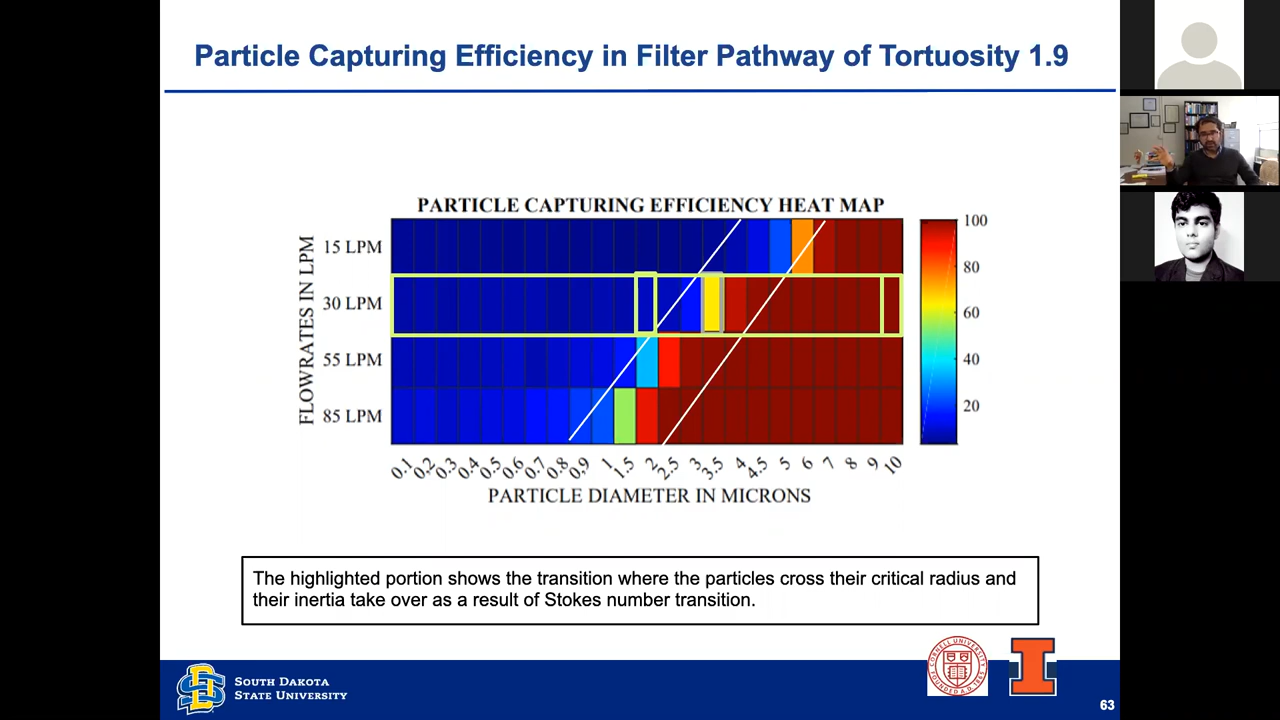 Particle Capturing Efficiency in Filter Pathway of Tortuosity 1.9
PARTICLE CAPTURING EFFICIENCY HEAT MAP
FLOWRATES IN LPM
15 LPM
30 LPM
55 LPM
85 LPM
100
80
60
40
20
0.1 0.2 0.3 0.4 0.5 0.6 0.7 0.8 0.9 1 1.5 2 2.5 3 3.5 4 4.5 5 6 7 8 9 10
PARTICLE DIAMETER IN MICRONS
The highlighted portion shows the transition where the particles cross their critical radius and
their inertia take over as a result of Stokes number transition.
SOUTH DAKOTA
STATE UNIVERSITY
CORNELL UNIVERSITY
63